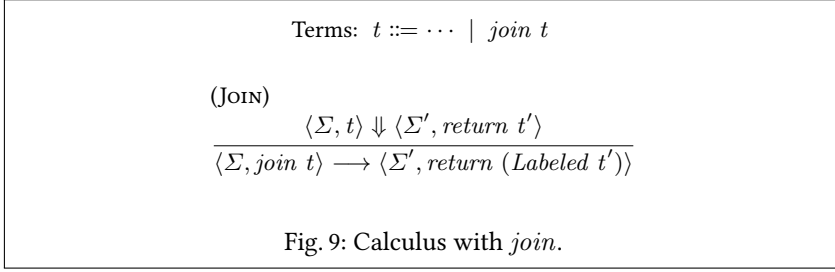 Terms: t ::= ⋯ | join t
(Join)
⟨Σ, t⟩ ⇓ ⟨Σ′, return t′⟩
⟨Σ, join t⟩ ⟶ ⟨Σ′, return (Labeled t′)⟩
Fig. 9: Calculus with join.